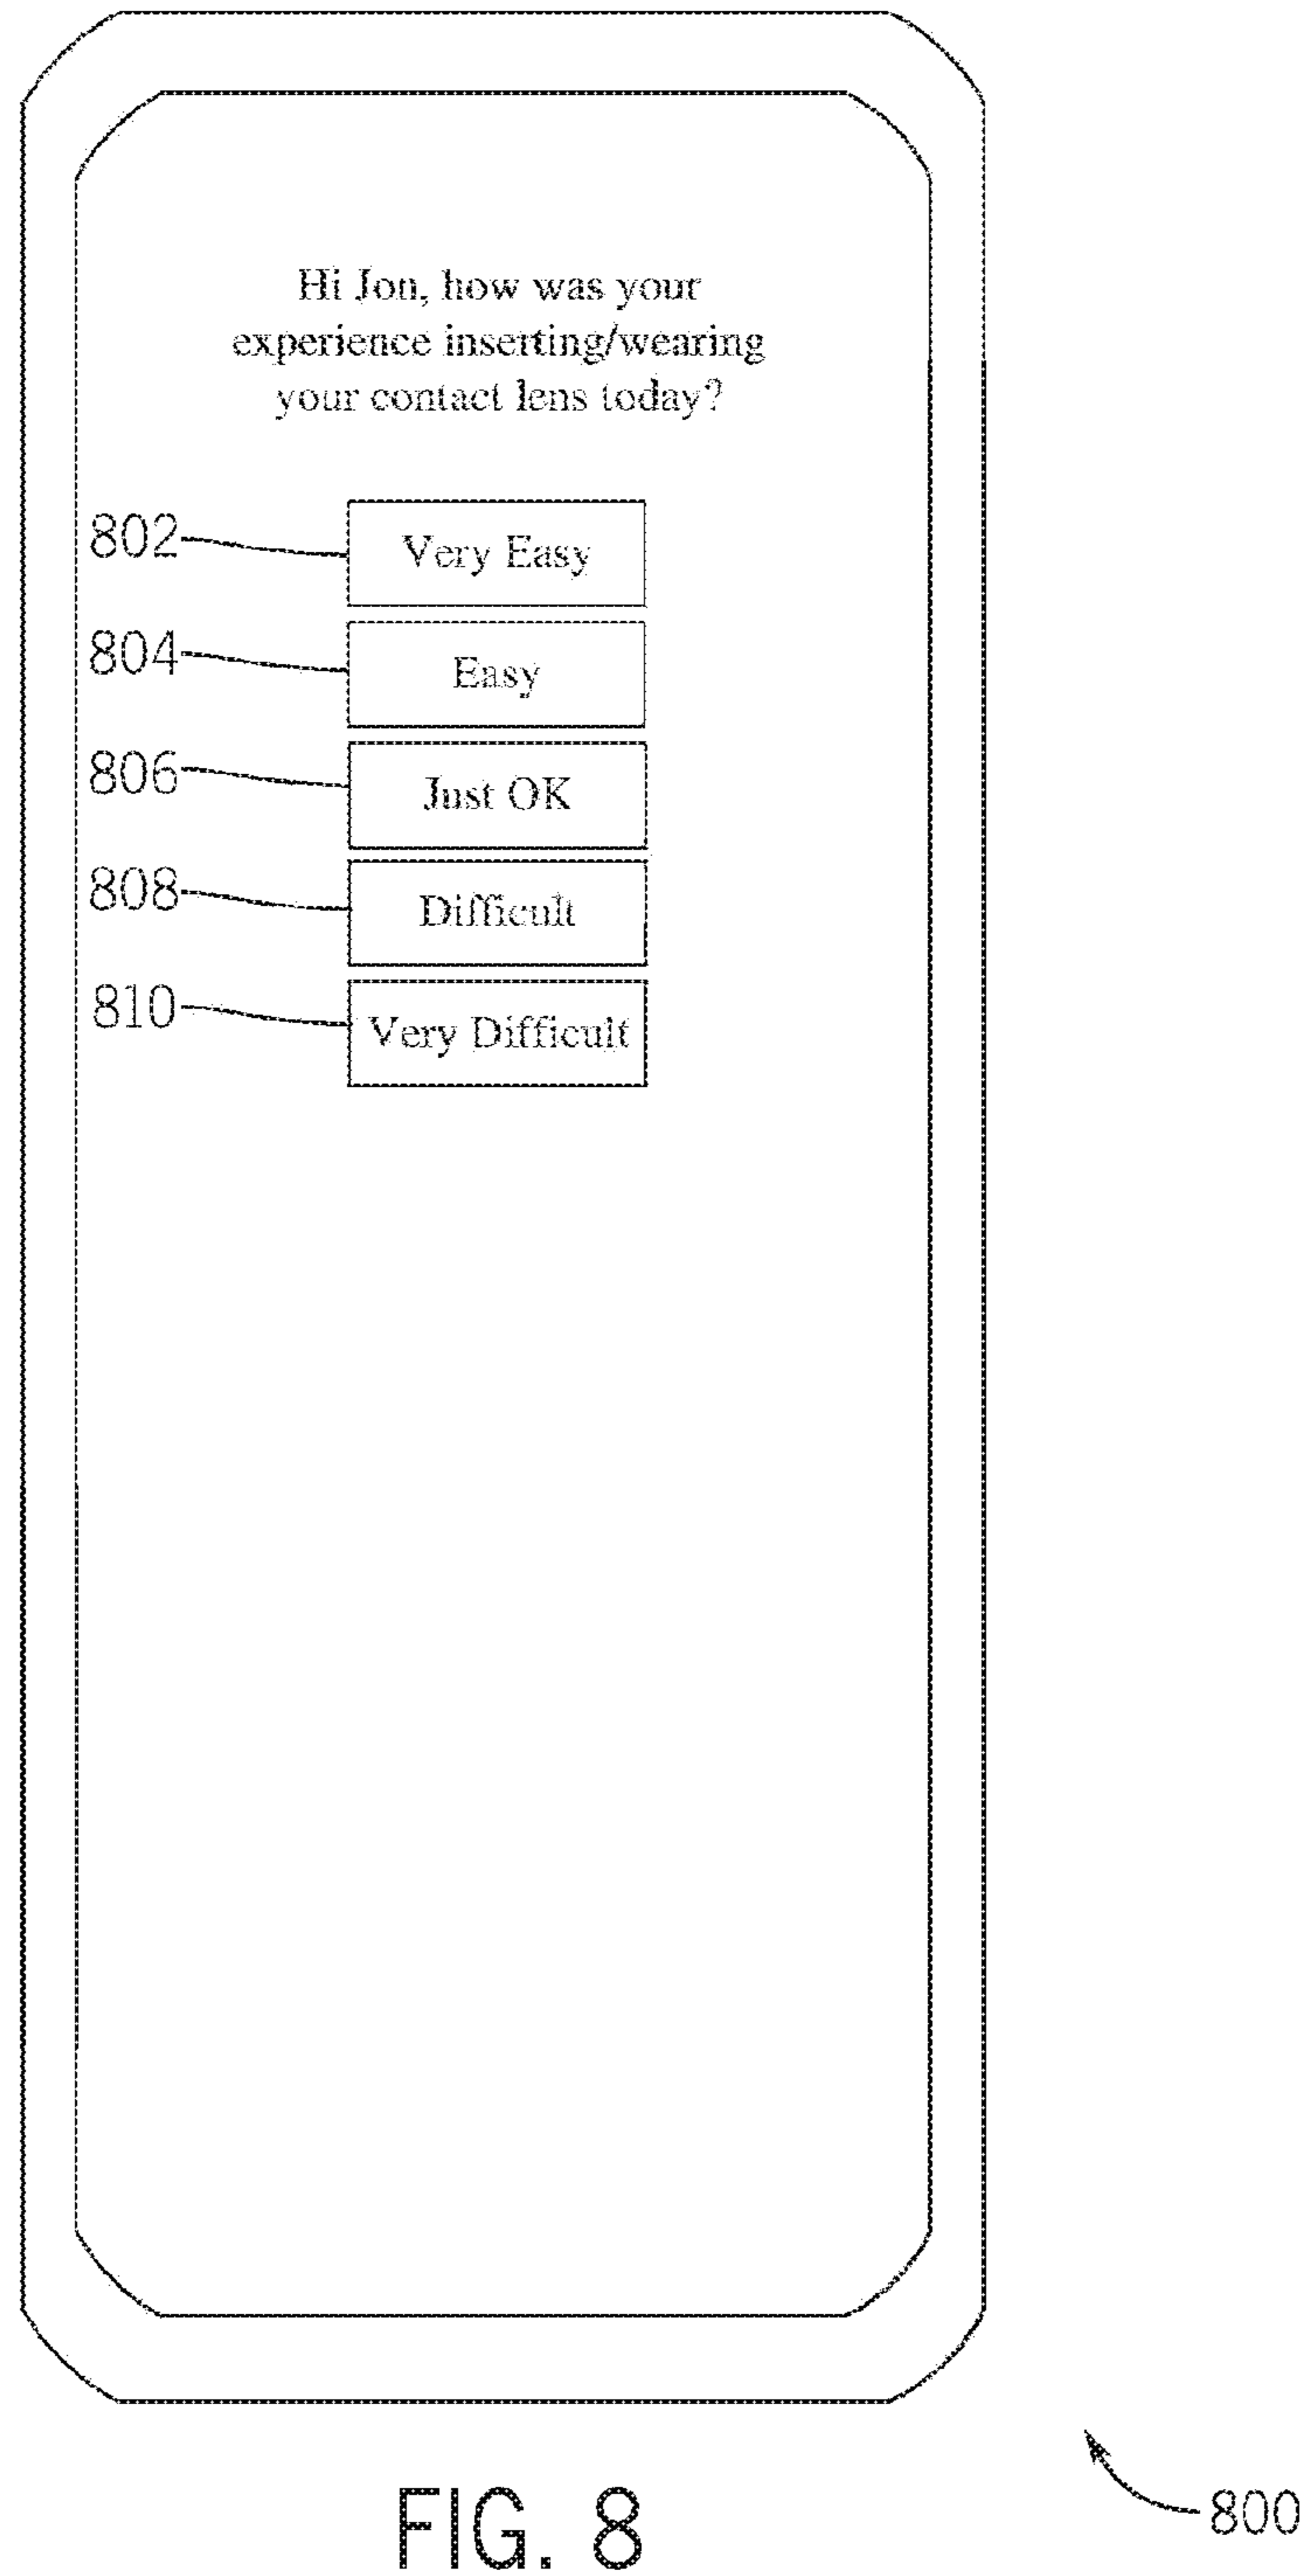 Hi Jon, how was your
experience inserting/wearing
your contact lens today?
802 Very Easy
804 Easy
806 Just OK
808 Difficult
810 Very Difficult
FIG. 8
800